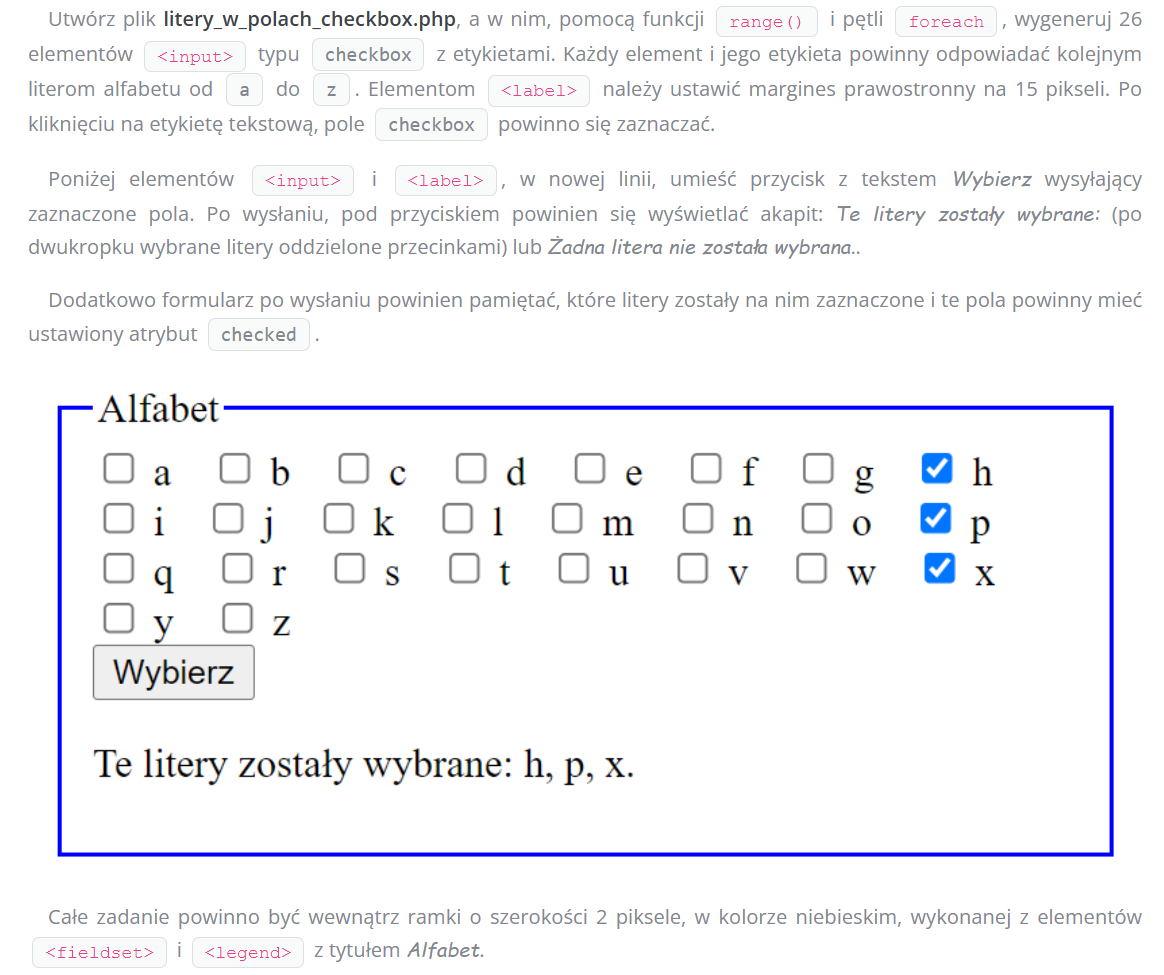 Utwórz plik litery_w_polach_checkbox.php, a w nim, pomocą funkcji range() i pętli foreach , wygeneruj 26
elementów <input> typu checkbox z etykietami. Każdy element i jego etykieta powinny odpowiadać kolejnym
literom alfabetu od a do z . Elementom <label> należy ustawić margines prawostronny na 15 pikseli. Po
kliknięciu na etykietę tekstową, pole checkbox powinno się zaznaczać.
Poniżej elementów <input> i <label> , w nowej linii, umieść przycisk z tekstem Wybierz wysyłający
zaznaczone pola. Po wysłaniu, pod przyciskiem powinien się wyświetlać akapit: Te litery zostały wybrane: (po
dwukropku wybrane litery oddzielone przecinkami) lub Żadna litera nie została wybrana..
Dodatkowo formularz po wysłaniu powinien pamiętać, które litery zostały na nim zaznaczone i te pola powinny mieć
ustawiony atrybut checked .
Alfabet
a b c d e f g h
i j k l m n o p
q r s t u v w x
y z
Wybierz
Te litery zostały wybrane: h, p, x.
Całe zadanie powinno być wewnątrz ramki o szerokości 2 piksele, w kolorze niebieskim, wykonanej z elementów
<fieldset> i <legend> z tytułem Alfabet.